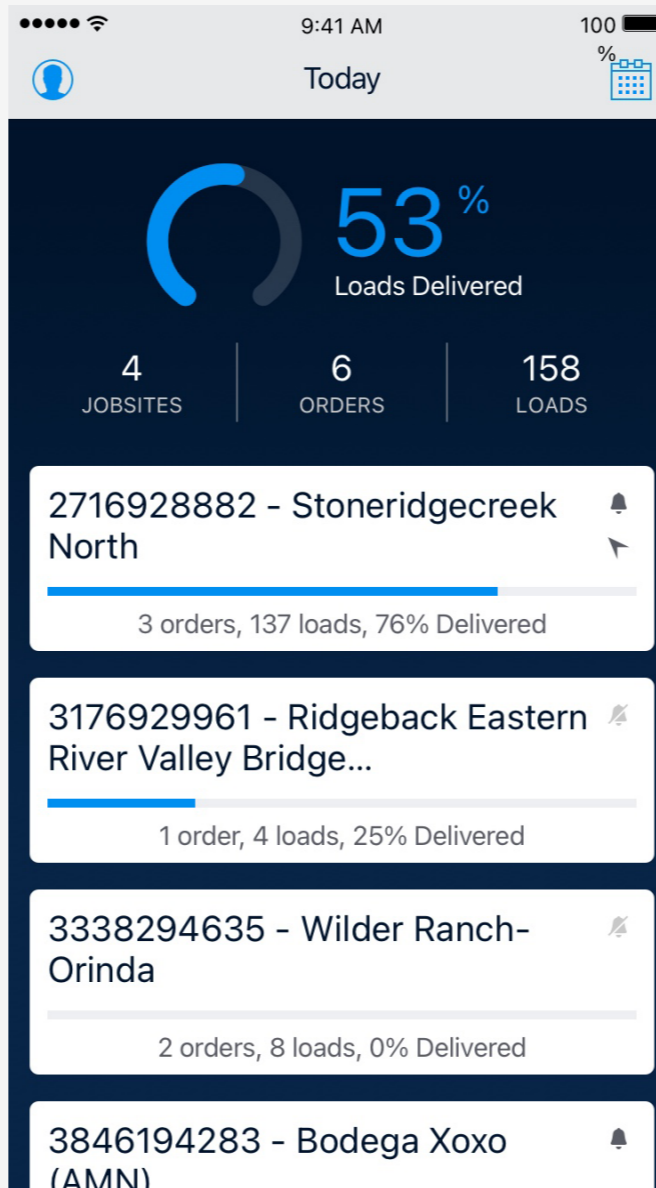 9:41 AM
100
%
Today
53 %
Loads Delivered
4
JOBSITES
6
ORDERS
158
LOADS
2716928882 - Stoneridgecreek
North
3 orders, 137 loads, 76% Delivered
3176929961 - Ridgeback Eastern
River Valley Bridge...
1 order, 4 loads, 25% Delivered
3338294635 - Wilder Ranch-
Orinda
2 orders, 8 loads, 0% Delivered
3846194283 - Bodega Xoxo
(AMN)